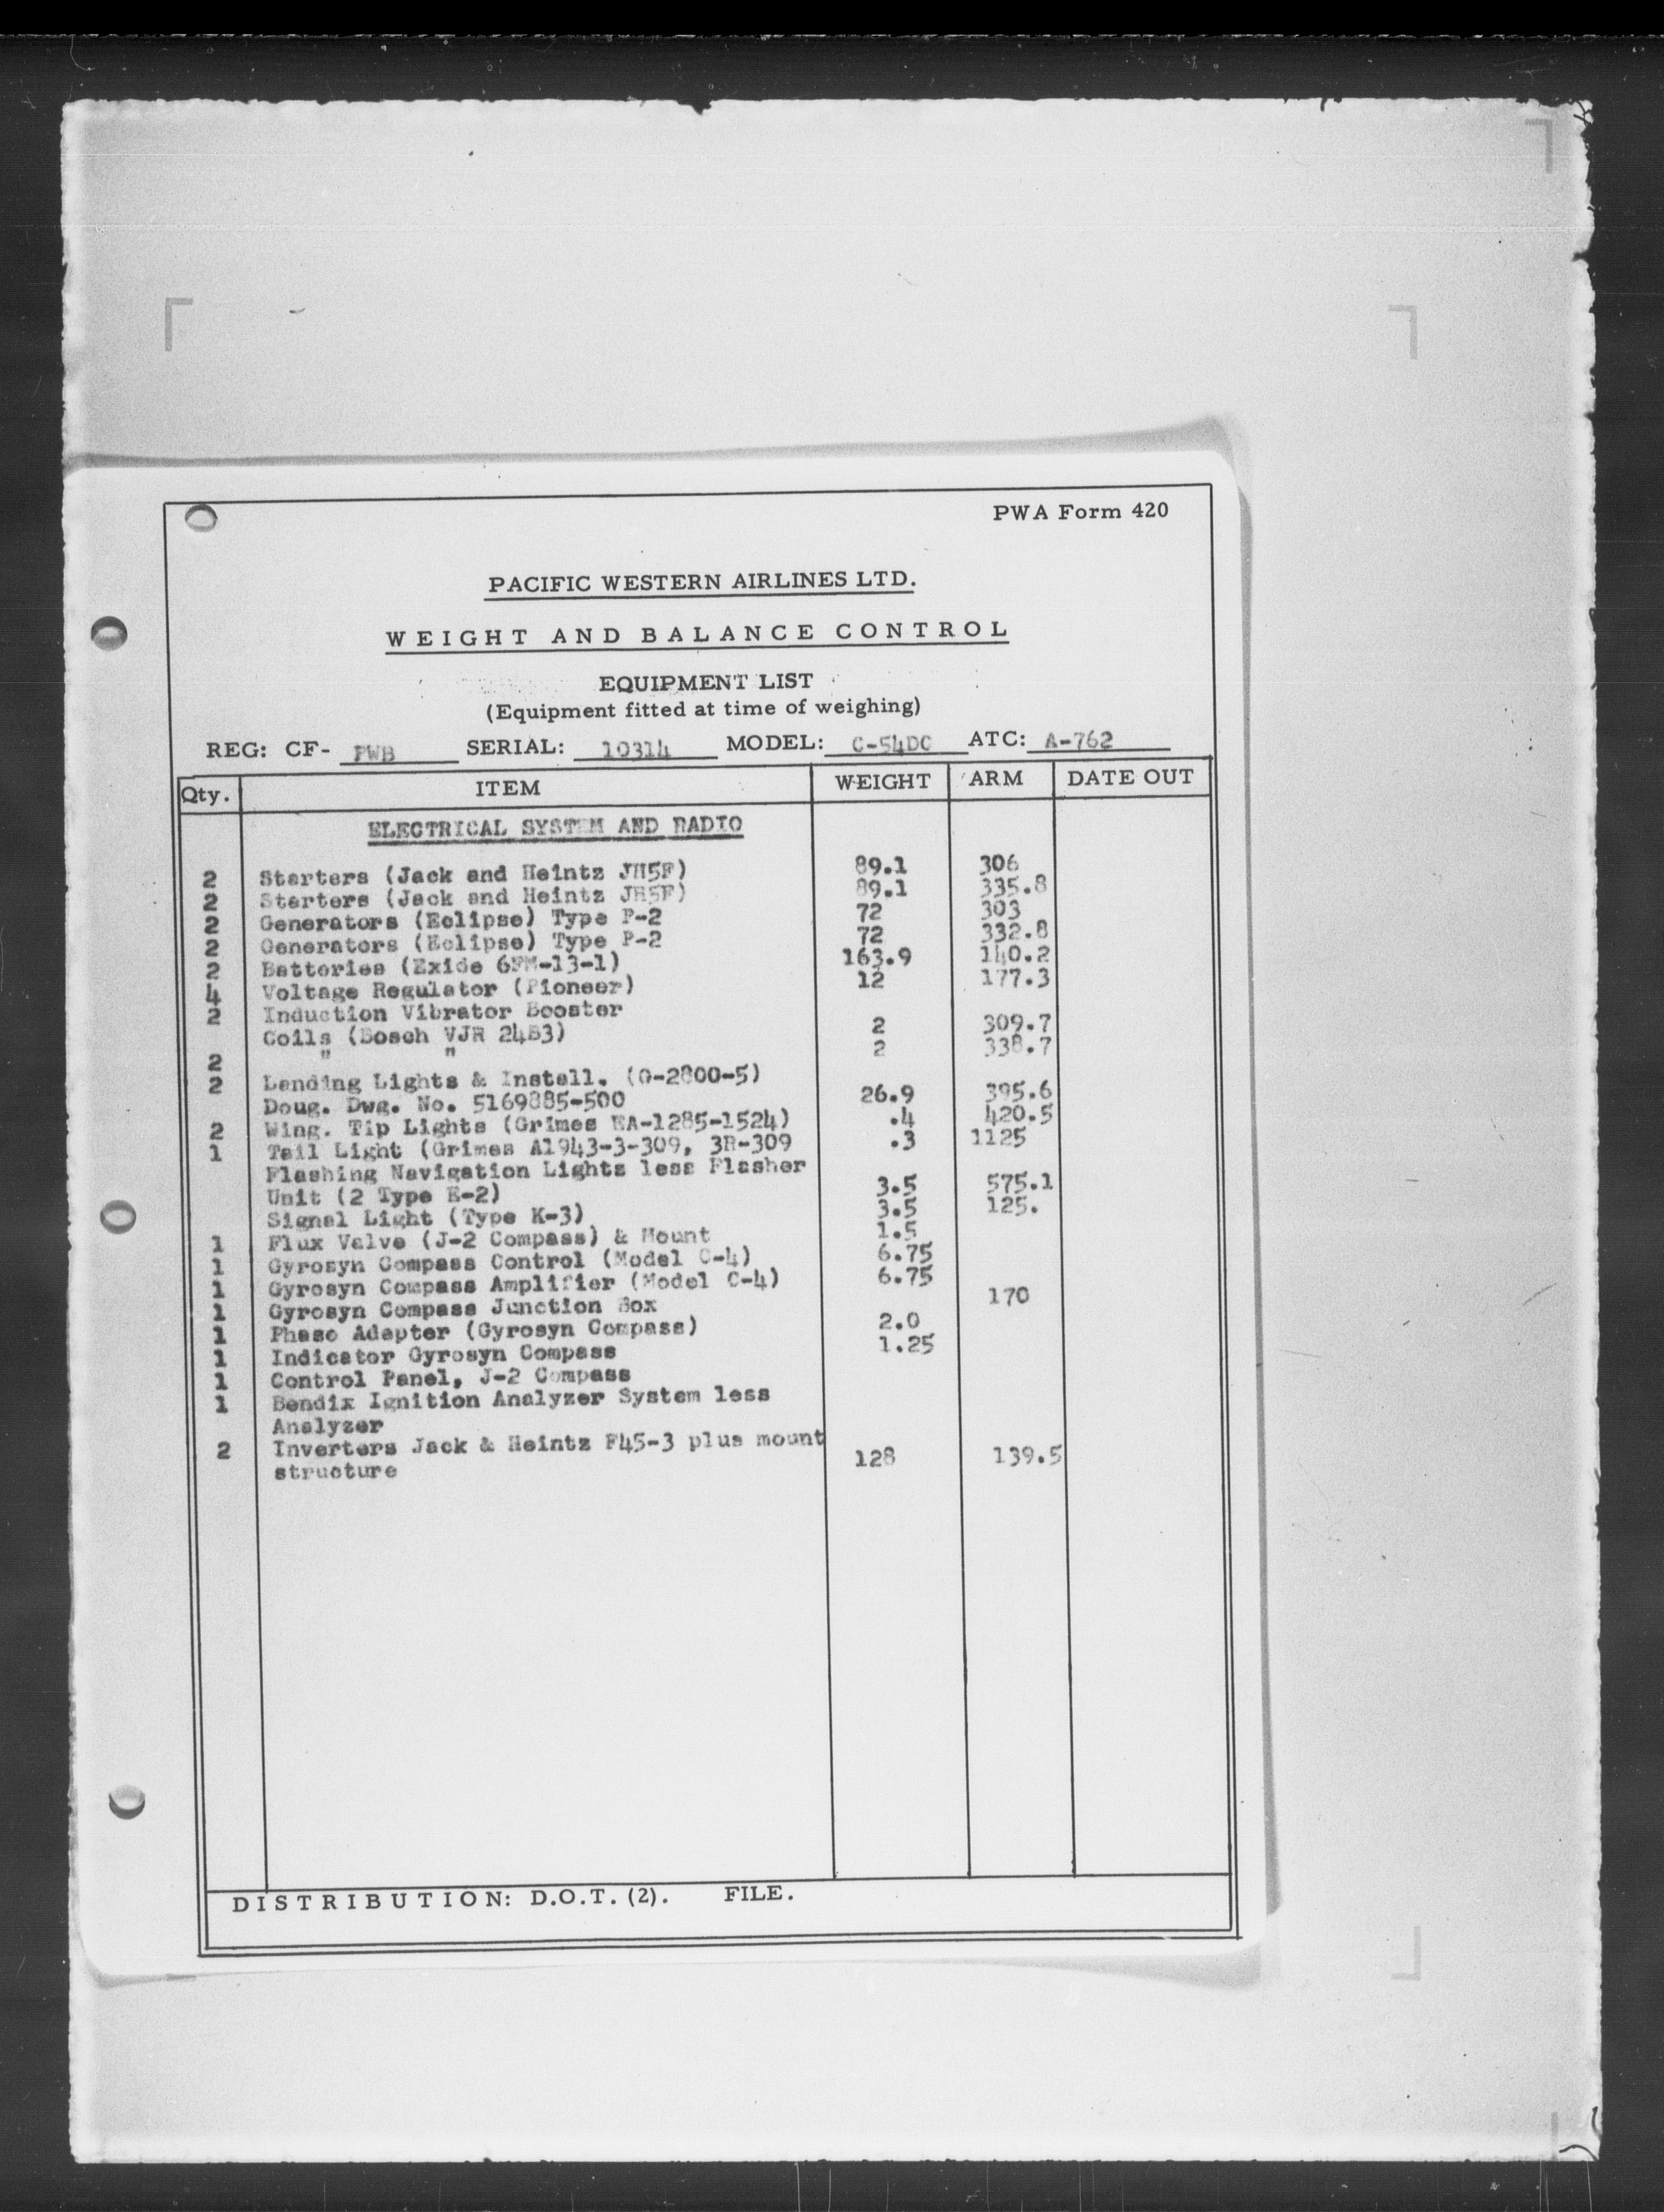 PWA Form 420
PACIFIC WESTERN AIRLINES LTD.
WEIGHT AND BALANCE CONTROL
EQUIPMENT LIST
(Equipment fitted at time of weighing)
REG: CF- PWB SERIAL: 10314 MODEL: C-54DC ATC: A-762
Qty. ITEM WEIGHT ARM DATE OUT
ELECTRICAL SYSTEM AND RADIO
2 Starters (Jack and Heintz JH5F) 89.1 306
2 Starters (Jack and Heintz JH5F) 89.1 335.8
2 Generators (Eclipse) Type P-2 72 303
2 Generators (Eclipse) Type P-2 72 332.8
2 Batteries (Exide 6FM-13-1) 163.9 140.2
4 Voltage Regulator (Pioneer) 12 177.3
2 Induction Vibrator Booster
Coils (Bosch VJR 24B3) 2 309.7
2 " " 2 338.7
2 Landing Lights & Install. (G-2800-5)
Doug. Dwg. No. 5169885-500 26.9 395.6
2 Wing. Tip Lights (Grimes EA-1285-1524) .4 420.5
1 Tail Light (Grimes A1943-3-309, 3R-309 .3 1125
Flashing Navigation Lights less Flasher
Unit (2 Type E-2) 3.5 575.1
Signal Light (Type K-3) 3.5 125.
1 Flux Valve (J-2 Compass) & Mount 1.5
1 Gyrosyn Compass Control (Model C-4) 6.75
1 Gyrosyn Compass Amplifier (Model C-4) 6.75
1 Gyrosyn Compass Junction Box 170
1 Phase Adapter (Gyrosyn Compass) 2.0
1 Indicator Gyrosyn Compass 1.25
1 Control Panel, J-2 Compass
1 Bendix Ignition Analyzer System less
Analyzer
2 Inverters Jack & Heintz F45-3 plus mount
structure 128 139.5
DISTRIBUTION: D.O.T. (2). FILE.